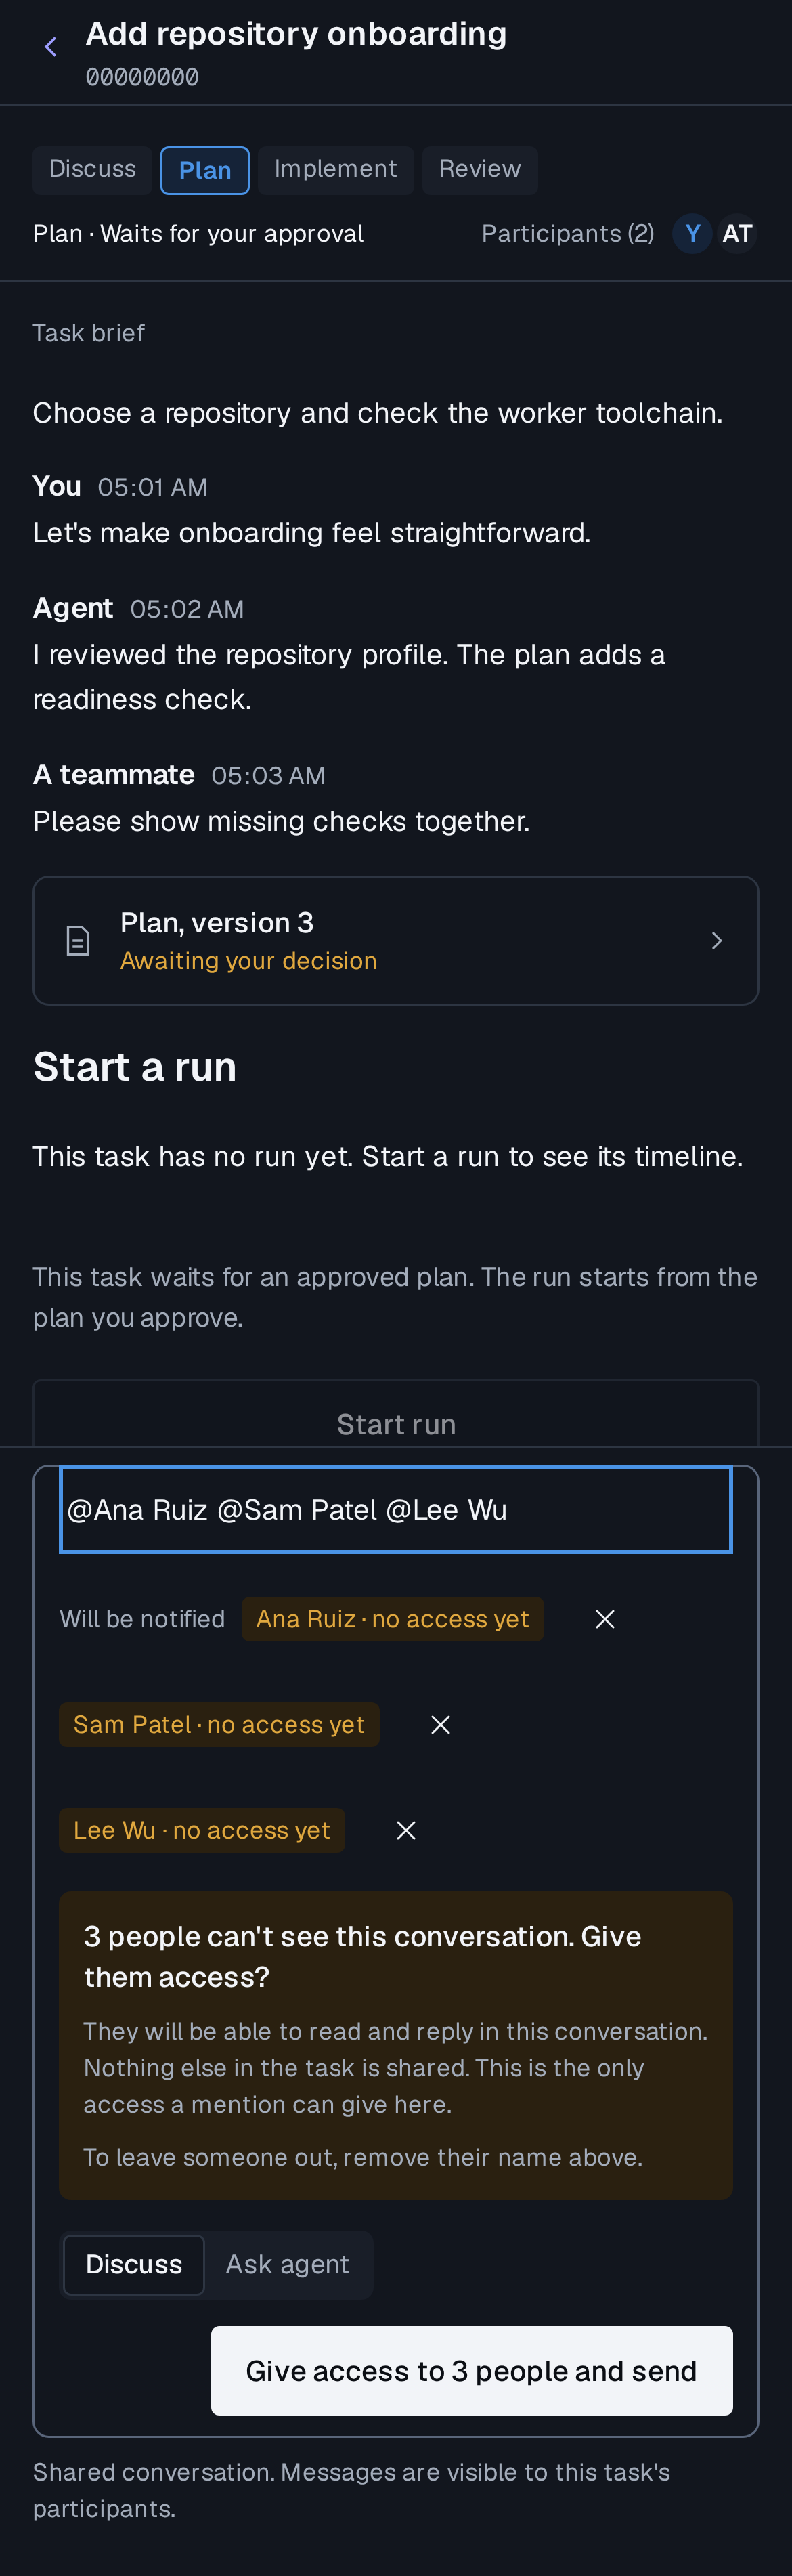 Add repository onboarding
00000000
Discuss Plan Implement Review
Plan · Waits for your approval Participants (2) Y AT
Task brief
Choose a repository and check the worker toolchain.
You 05:01 AM
Let's make onboarding feel straightforward.
Agent 05:02 AM
I reviewed the repository profile. The plan adds a
readiness check.
A teammate 05:03 AM
Please show missing checks together.
Plan, version 3
Awaiting your decision
Start a run
This task has no run yet. Start a run to see its timeline.
This task waits for an approved plan. The run starts from the
plan you approve.
Start run
@Ana Ruiz @Sam Patel @Lee Wu
Will be notified Ana Ruiz · no access yet
Sam Patel · no access yet
Lee Wu · no access yet
3 people can't see this conversation. Give
them access?
They will be able to read and reply in this conversation.
Nothing else in the task is shared. This is the only
access a mention can give here.
To leave someone out, remove their name above.
Discuss Ask agent
Give access to 3 people and send
Shared conversation. Messages are visible to this task's
participants.